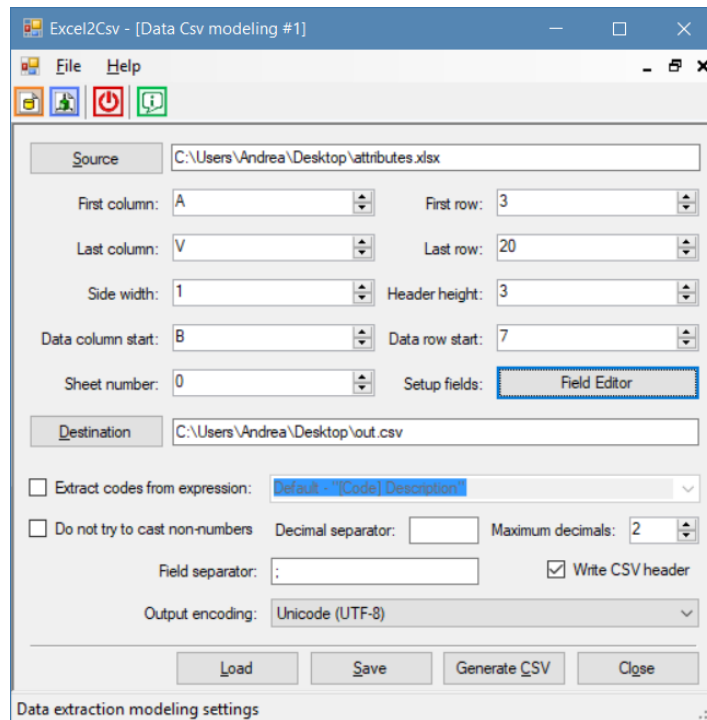 Excel2Csv - [Data Csv modeling #1]
File Help
Source C:\Users\Andrea\Desktop\attributes.xlsx
First column: A First row: 3
Last column: V Last row: 20
Side width: 1 Header height: 3
Data column start: B Data row start: 7
Sheet number: 0 Setup fields: Field Editor
Destination C:\Users\Andrea\Desktop\out.csv
Extract codes from expression: Default - "[Code] Description"
Do not try to cast non-numbers Decimal separator: Maximum decimals: 2
Field separator: ; Write CSV header
Output encoding: Unicode (UTF-8)
Load Save Generate CSV Close
Data extraction modeling settings